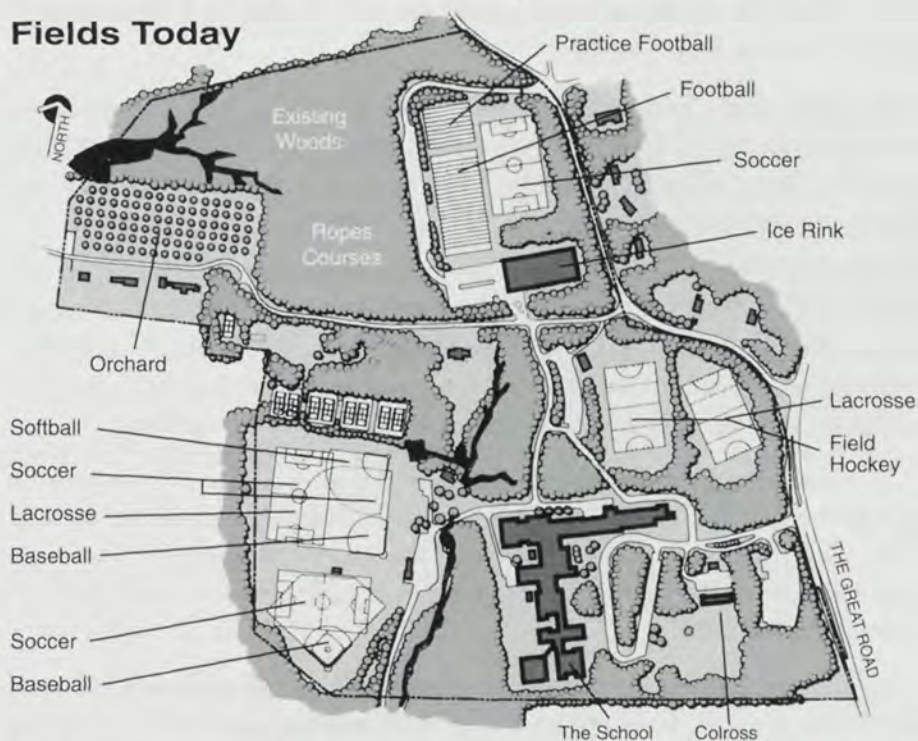 Fields Today
NORTH
Existing
Woods
Ropes
Courses
Practice Football
Football
Soccer
Ice Rink
Orchard
Lacrosse
Field
Hockey
Softball
Soccer
Lacrosse
Baseball
Soccer
Baseball
THE GREAT ROAD
The School
Colross